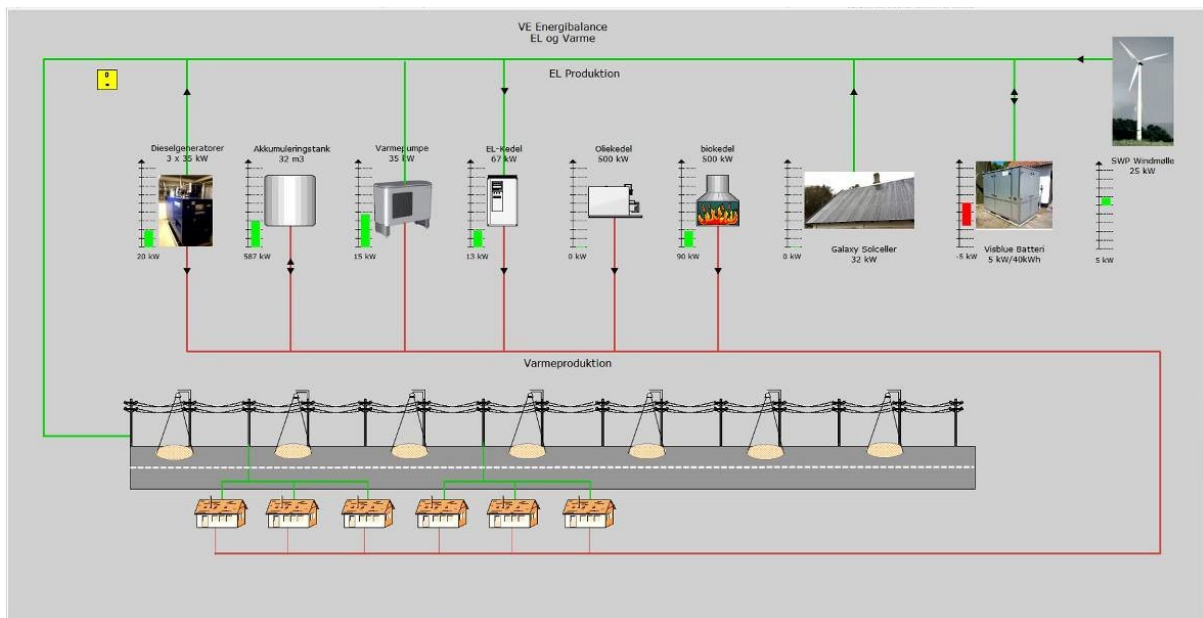 VE Energibalance
EL og Varme
EL Produktion
0
Dieselgeneratorer
3 x 35 kW
Akkumuleringstank
32 m3
Varmepumpe
35 kW
EL-Kedel
67 kW
Oliekedel
500 kW
biokedel
500 kW
SWP Windmølle
25 kW
20 kW
587 kW
15 kW
13 kW
0 kW
90 kW
0 kW
Galaxy Solceller
32 kW
-5 kW
Visblue Batteri
5 kW/40kWh
5 kW
Varmeproduktion